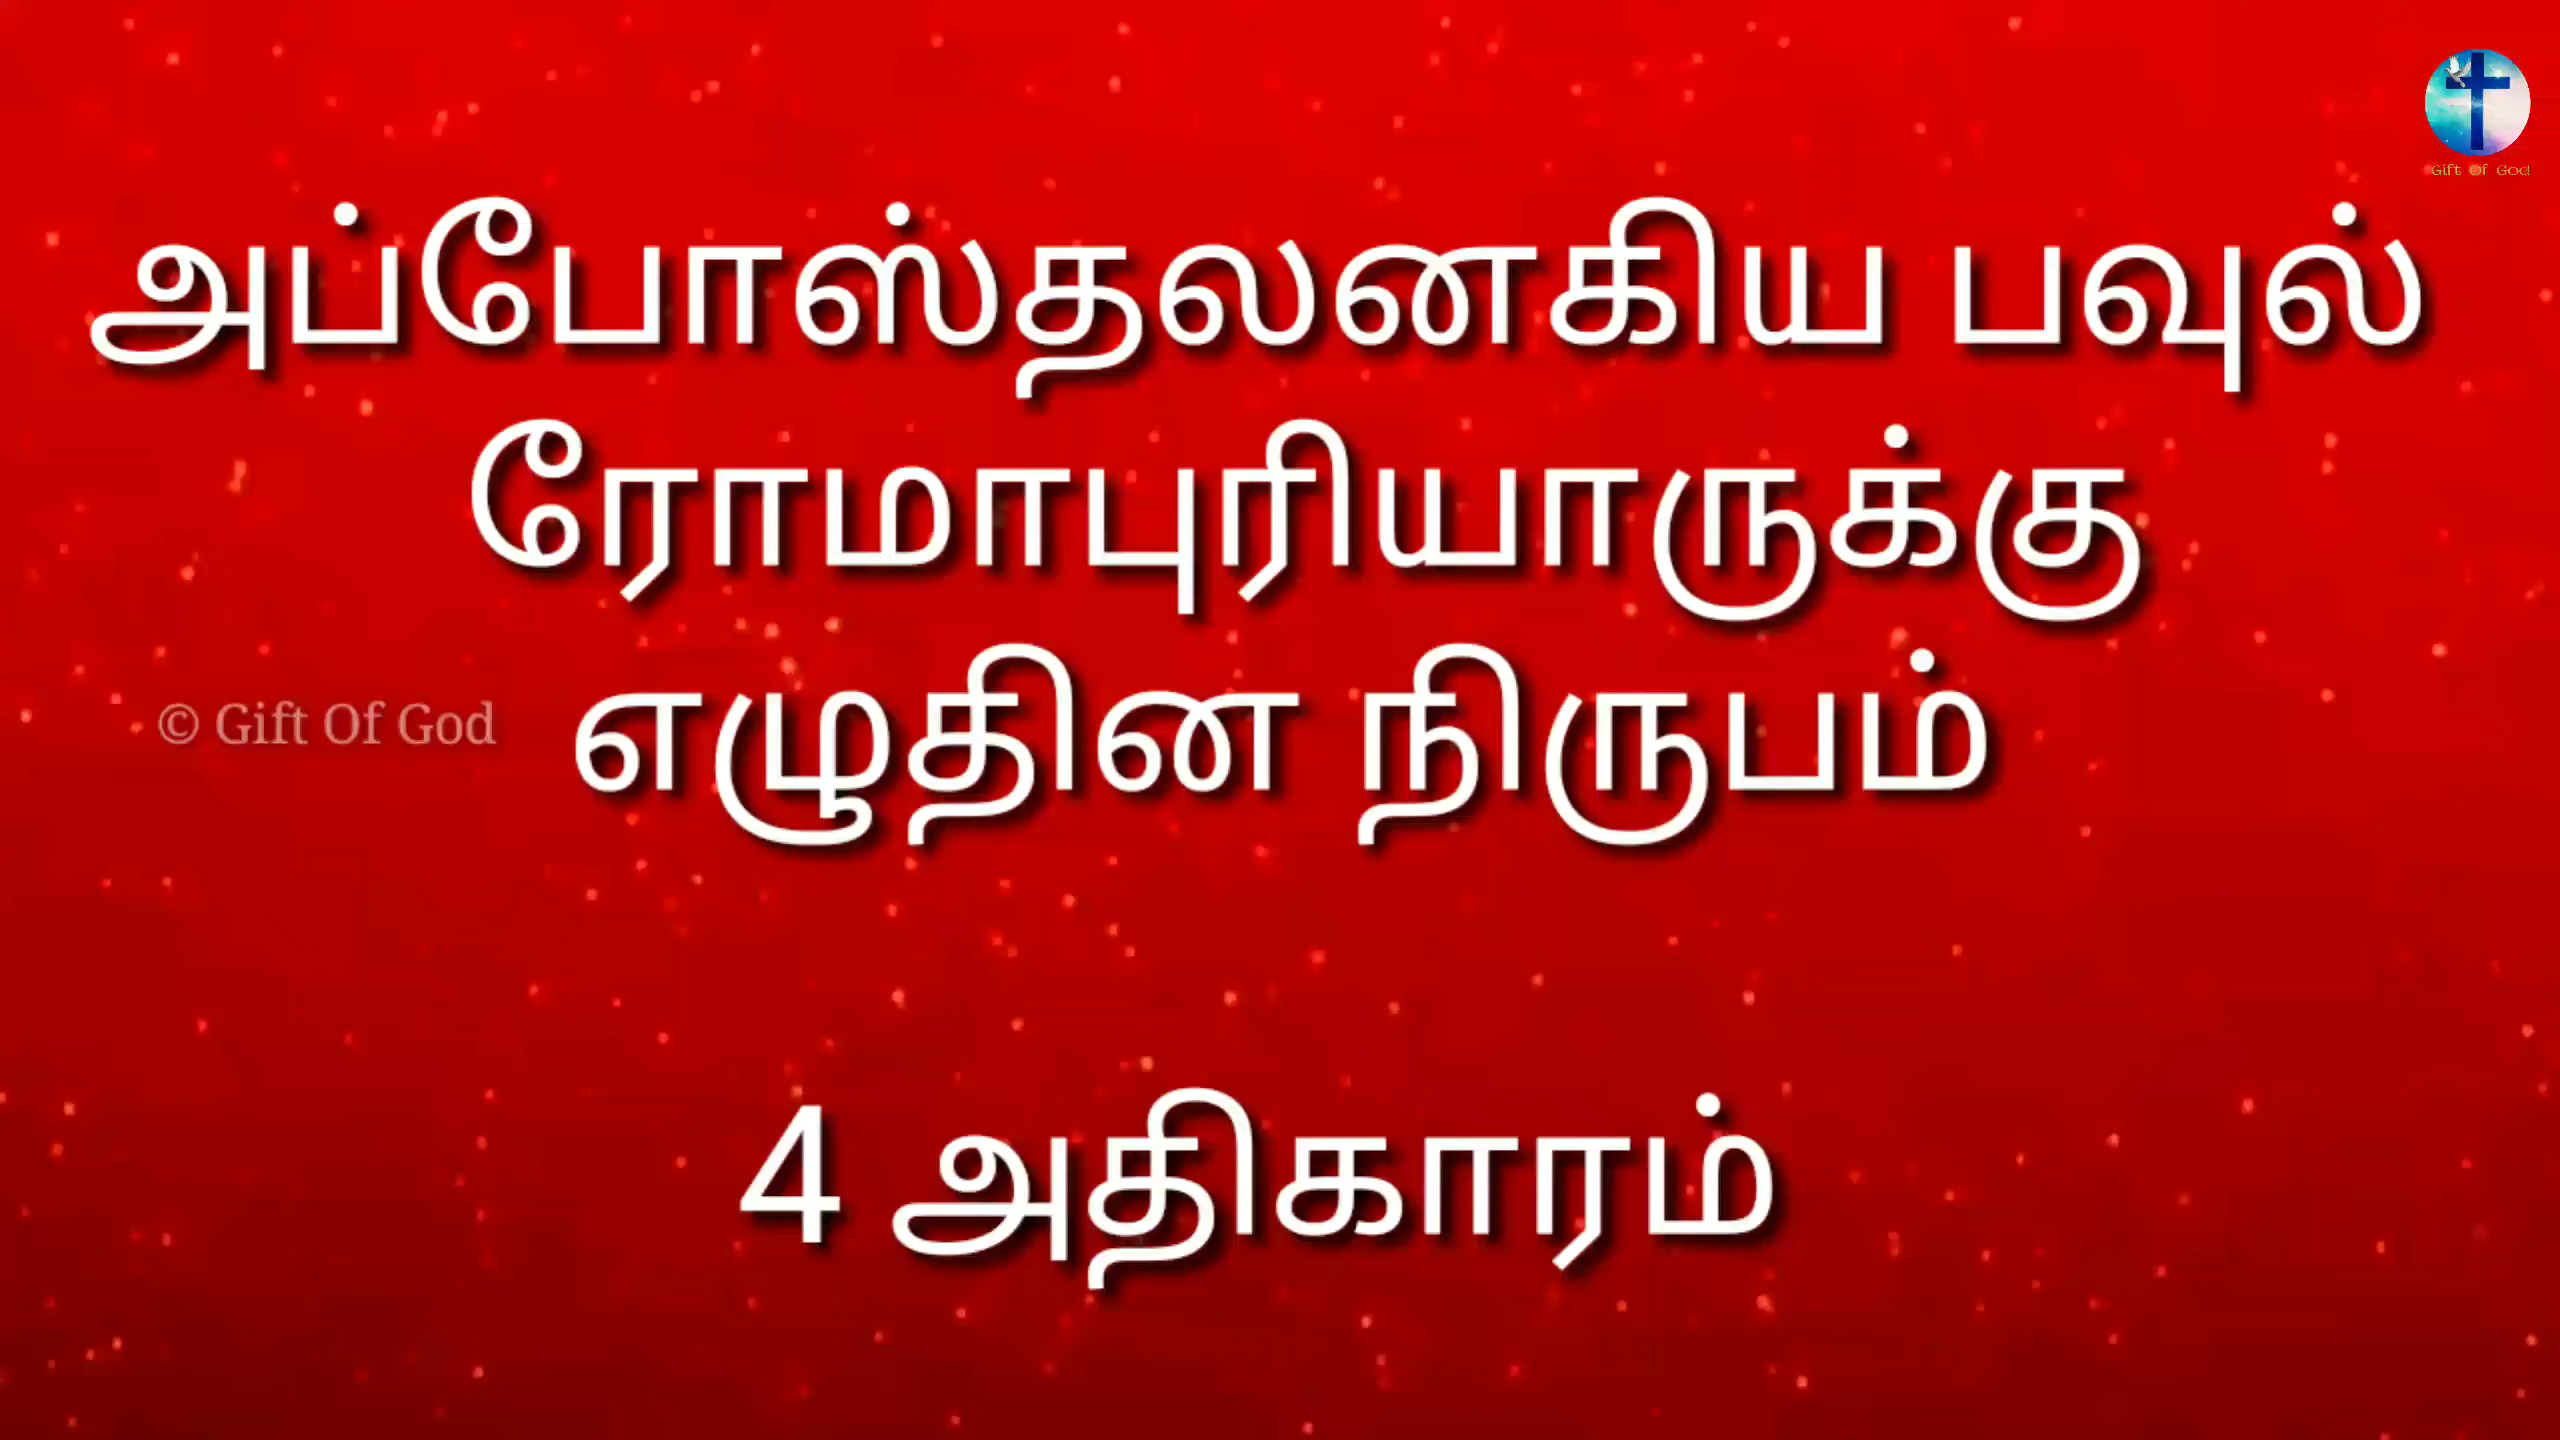 Gift Of God
அப்போஸ்தலனகிய பவுல்
ரோமாபுரியாருக்கு
எழுதின நிருபம்
© Gift Of God
4 அதிகாரம்